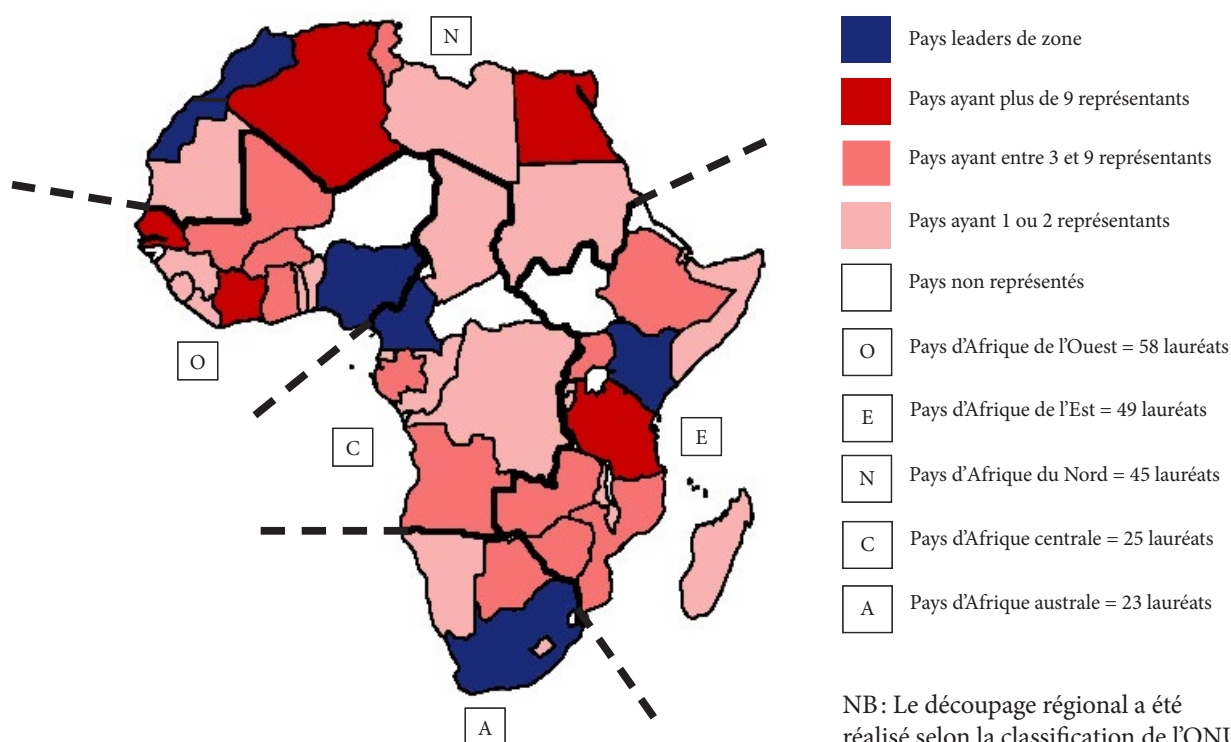 N
O
C
E
A
Pays leaders de zone
Pays ayant plus de 9 représentants
Pays ayant entre 3 et 9 représentants
Pays ayant 1 ou 2 représentants
Pays non représentés
O Pays d'Afrique de l'Ouest = 58 lauréats
E Pays d'Afrique de l'Est = 49 lauréats
N Pays d'Afrique du Nord = 45 lauréats
C Pays d'Afrique centrale = 25 lauréats
A Pays d'Afrique australe = 23 lauréats
NB : Le découpage régional a été
réalisé selon la classification de l'ONU